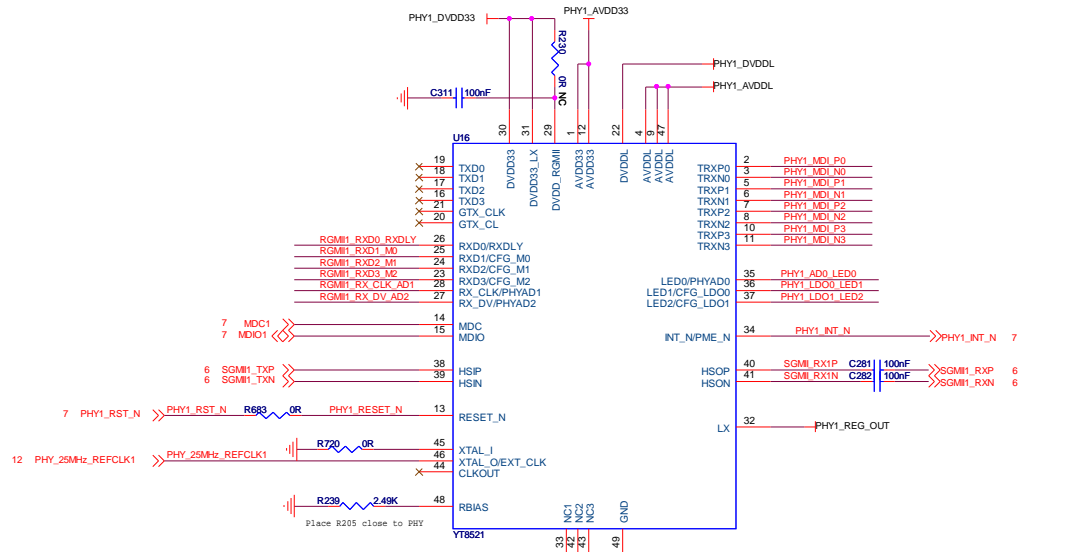 PHY1_DVDD33
PHY1_AVDD33
R230
0R_NC
PHY1_DVDDL
PHY1_AVDDL
C311 100nF
30
31
29
1
12
22
4
9
47
U16
DVDD33
DVDD33_LX
DVDD_RGMII
AVDD33
AVDD33
DVDDL
AVDDL
AVDDL
AVDDL
19 TXD0
18 TXD1
17 TXD2
16 TXD3
21 GTX_CLK
20 GTX_CL
RGMII1_RXD0_RXDLY 26 RXD0/RXDLY
RGMII1_RXD1_M0 25 RXD1/CFG_M0
RGMII1_RXD2_M1 24 RXD2/CFG_M1
RGMII1_RXD3_M2 23 RXD3/CFG_M2
RGMII1_RX_CLK_AD1 28 RX_CLK/PHYAD1
RGMII1_RX_DV_AD2 27 RX_DV/PHYAD2
7 MDC1 14 MDC
7 MDIO1 15 MDIO
6 SGMII1_TXP 38 HSIP
6 SGMII1_TXN 39 HSIN
7 PHY1_RST_N PHY1_RST_N R683 0R PHY1_RESET_N 13 RESET_N
R720 0R 45 XTAL_I
12 PHY_25MHz_REFCLK1 PHY_25MHz_REFCLK1 46 XTAL_O/EXT_CLK
44 CLKOUT
R239 2.49K 48 RBIAS
Place R205 close to PHY
TRXP0 2 PHY1_MDI_P0
TRXN0 3 PHY1_MDI_N0
TRXP1 5 PHY1_MDI_P1
TRXN1 6 PHY1_MDI_N1
TRXP2 7 PHY1_MDI_P2
TRXN2 8 PHY1_MDI_N2
TRXP3 10 PHY1_MDI_P3
TRXN3 11 PHY1_MDI_N3
LED0/PHYAD0 35 PHY1_AD0_LED0
LED1/CFG_LDO0 36 PHY1_LDO0_LED1
LED2/CFG_LDO1 37 PHY1_LDO1_LED2
INT_N/PME_N 34 PHY1_INT_N PHY1_INT_N 7
HSOP 40 SGMII_RX1P C281 100nF SGMII1_RXP 6
HSON 41 SGMII_RX1N C282 100nF SGMII1_RXN 6
LX 32 PHY1_REG_OUT
NC1
NC2
NC3
GND
YT8521
33
42
43
49